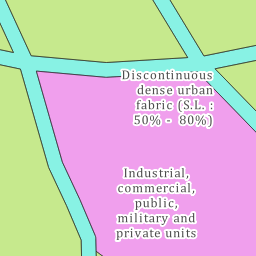 Discontinuous
dense urban
fabric (S.L. :
50% -  80%)
Industrial,
commercial,
public,
military and
private units